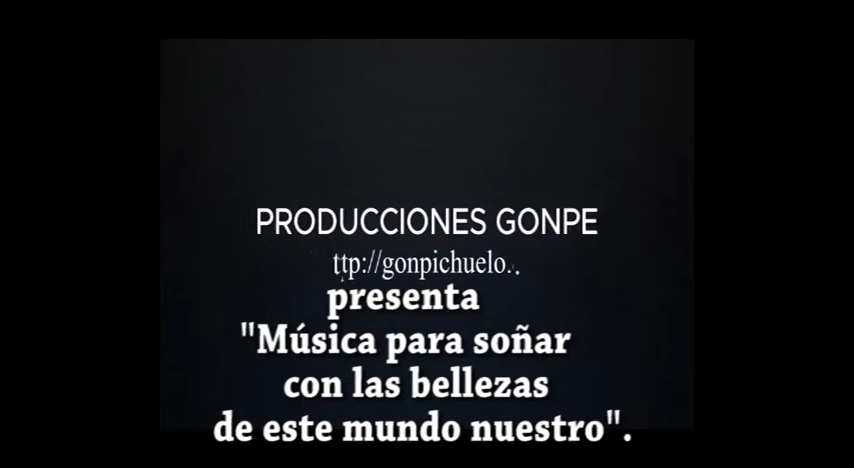 PRODUCCIONES GONPE
ttp://gonpichuelo..
presenta
"Música para soñar
con las bellezas
de este mundo nuestro".